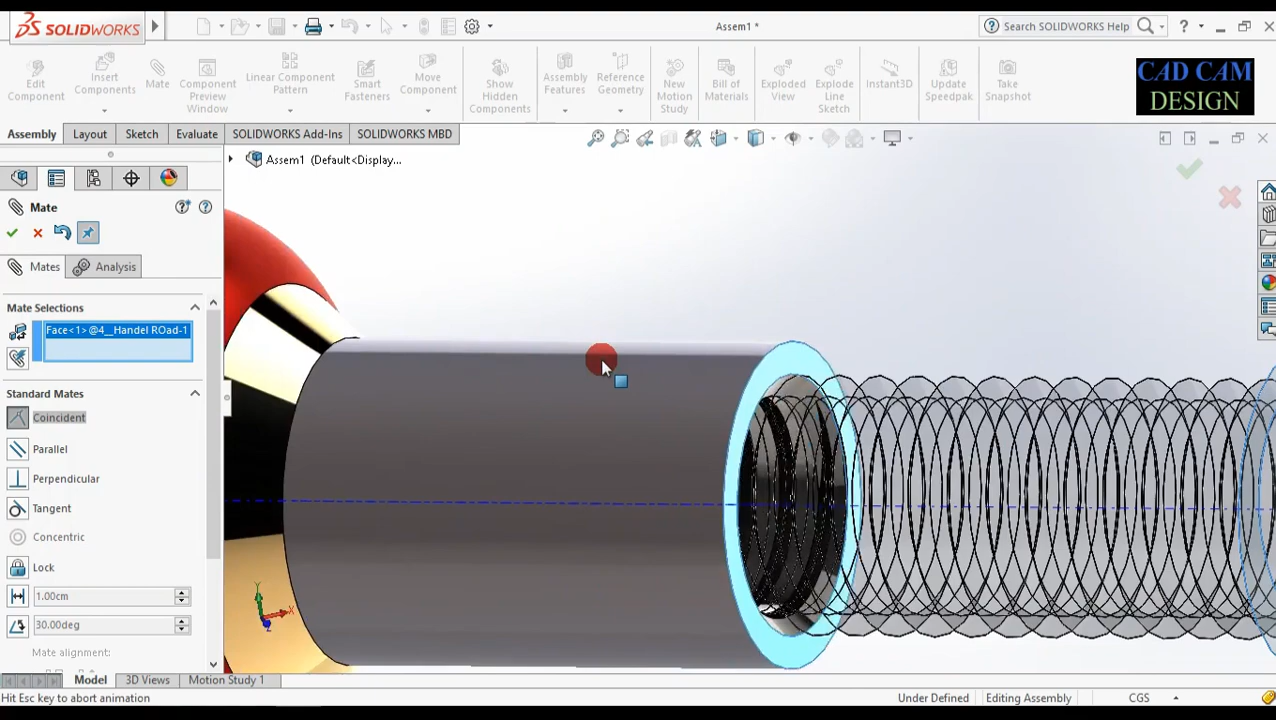 SOLIDWORKS
Assem1 *
Search SOLIDWORKS Help
Edit Component
Insert Components
Mate
Component Preview Window
Linear Component Pattern
Smart Fasteners
Move Component
Show Hidden Components
Assembly Features
Reference Geometry
New Motion Study
Bill of Materials
Exploded View
Explode Line Sketch
Instant3D
Update Speedpak
Take Snapshot
CAD CAM
DESIGN
Assembly
Layout
Sketch
Evaluate
SOLIDWORKS Add-Ins
SOLIDWORKS MBD
Assem1 (Default<Display...
Mate
Mates
Analysis
Mate Selections
Face<1>@4__Handel ROad-1
Standard Mates
Coincident
Parallel
Perpendicular
Tangent
Concentric
Lock
1.00cm
30.00deg
Mate alignment:
Y
X
Z
Model
3D Views
Motion Study 1
Hit Esc key to abort animation
Under Defined
Editing Assembly
CGS